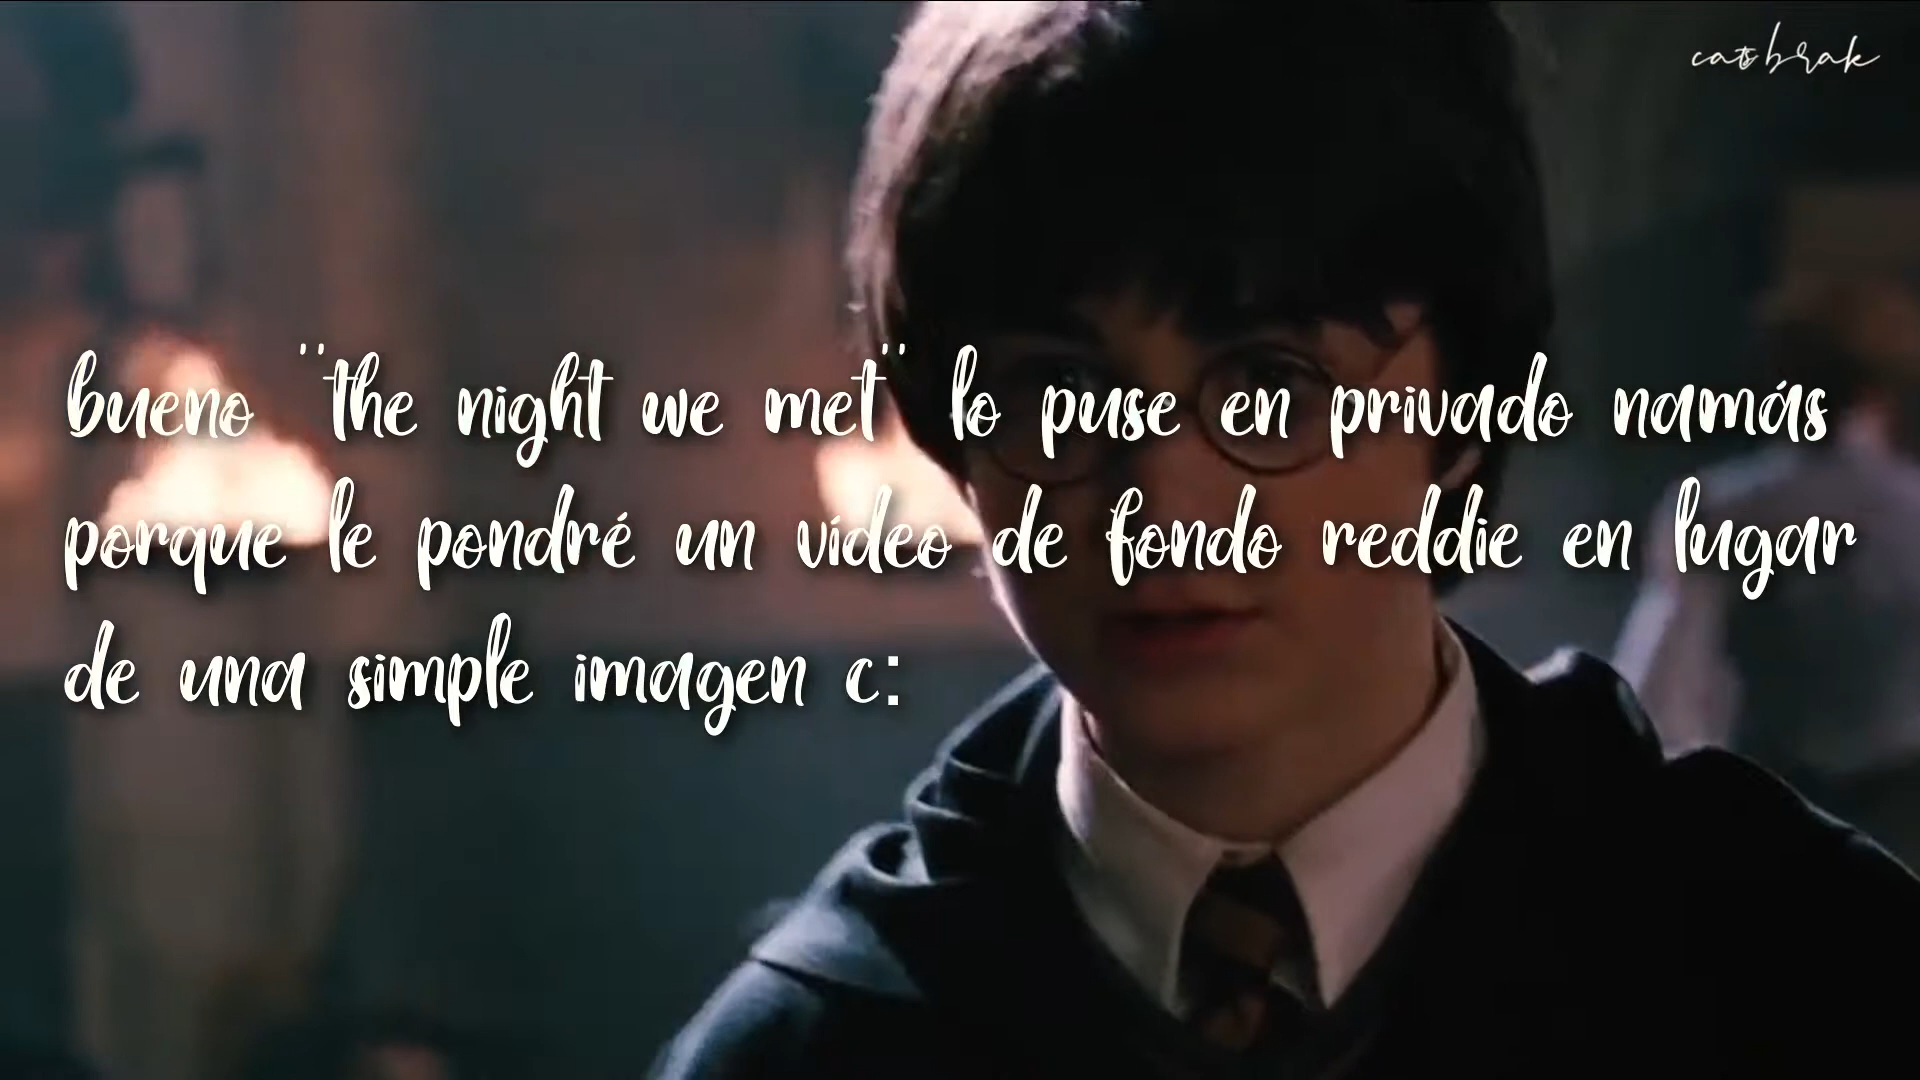 catsbrak
bueno "the night we met" lo puse en privado namás
porque le pondré un vídeo de fondo reddie en lugar
de una simple imagen c: